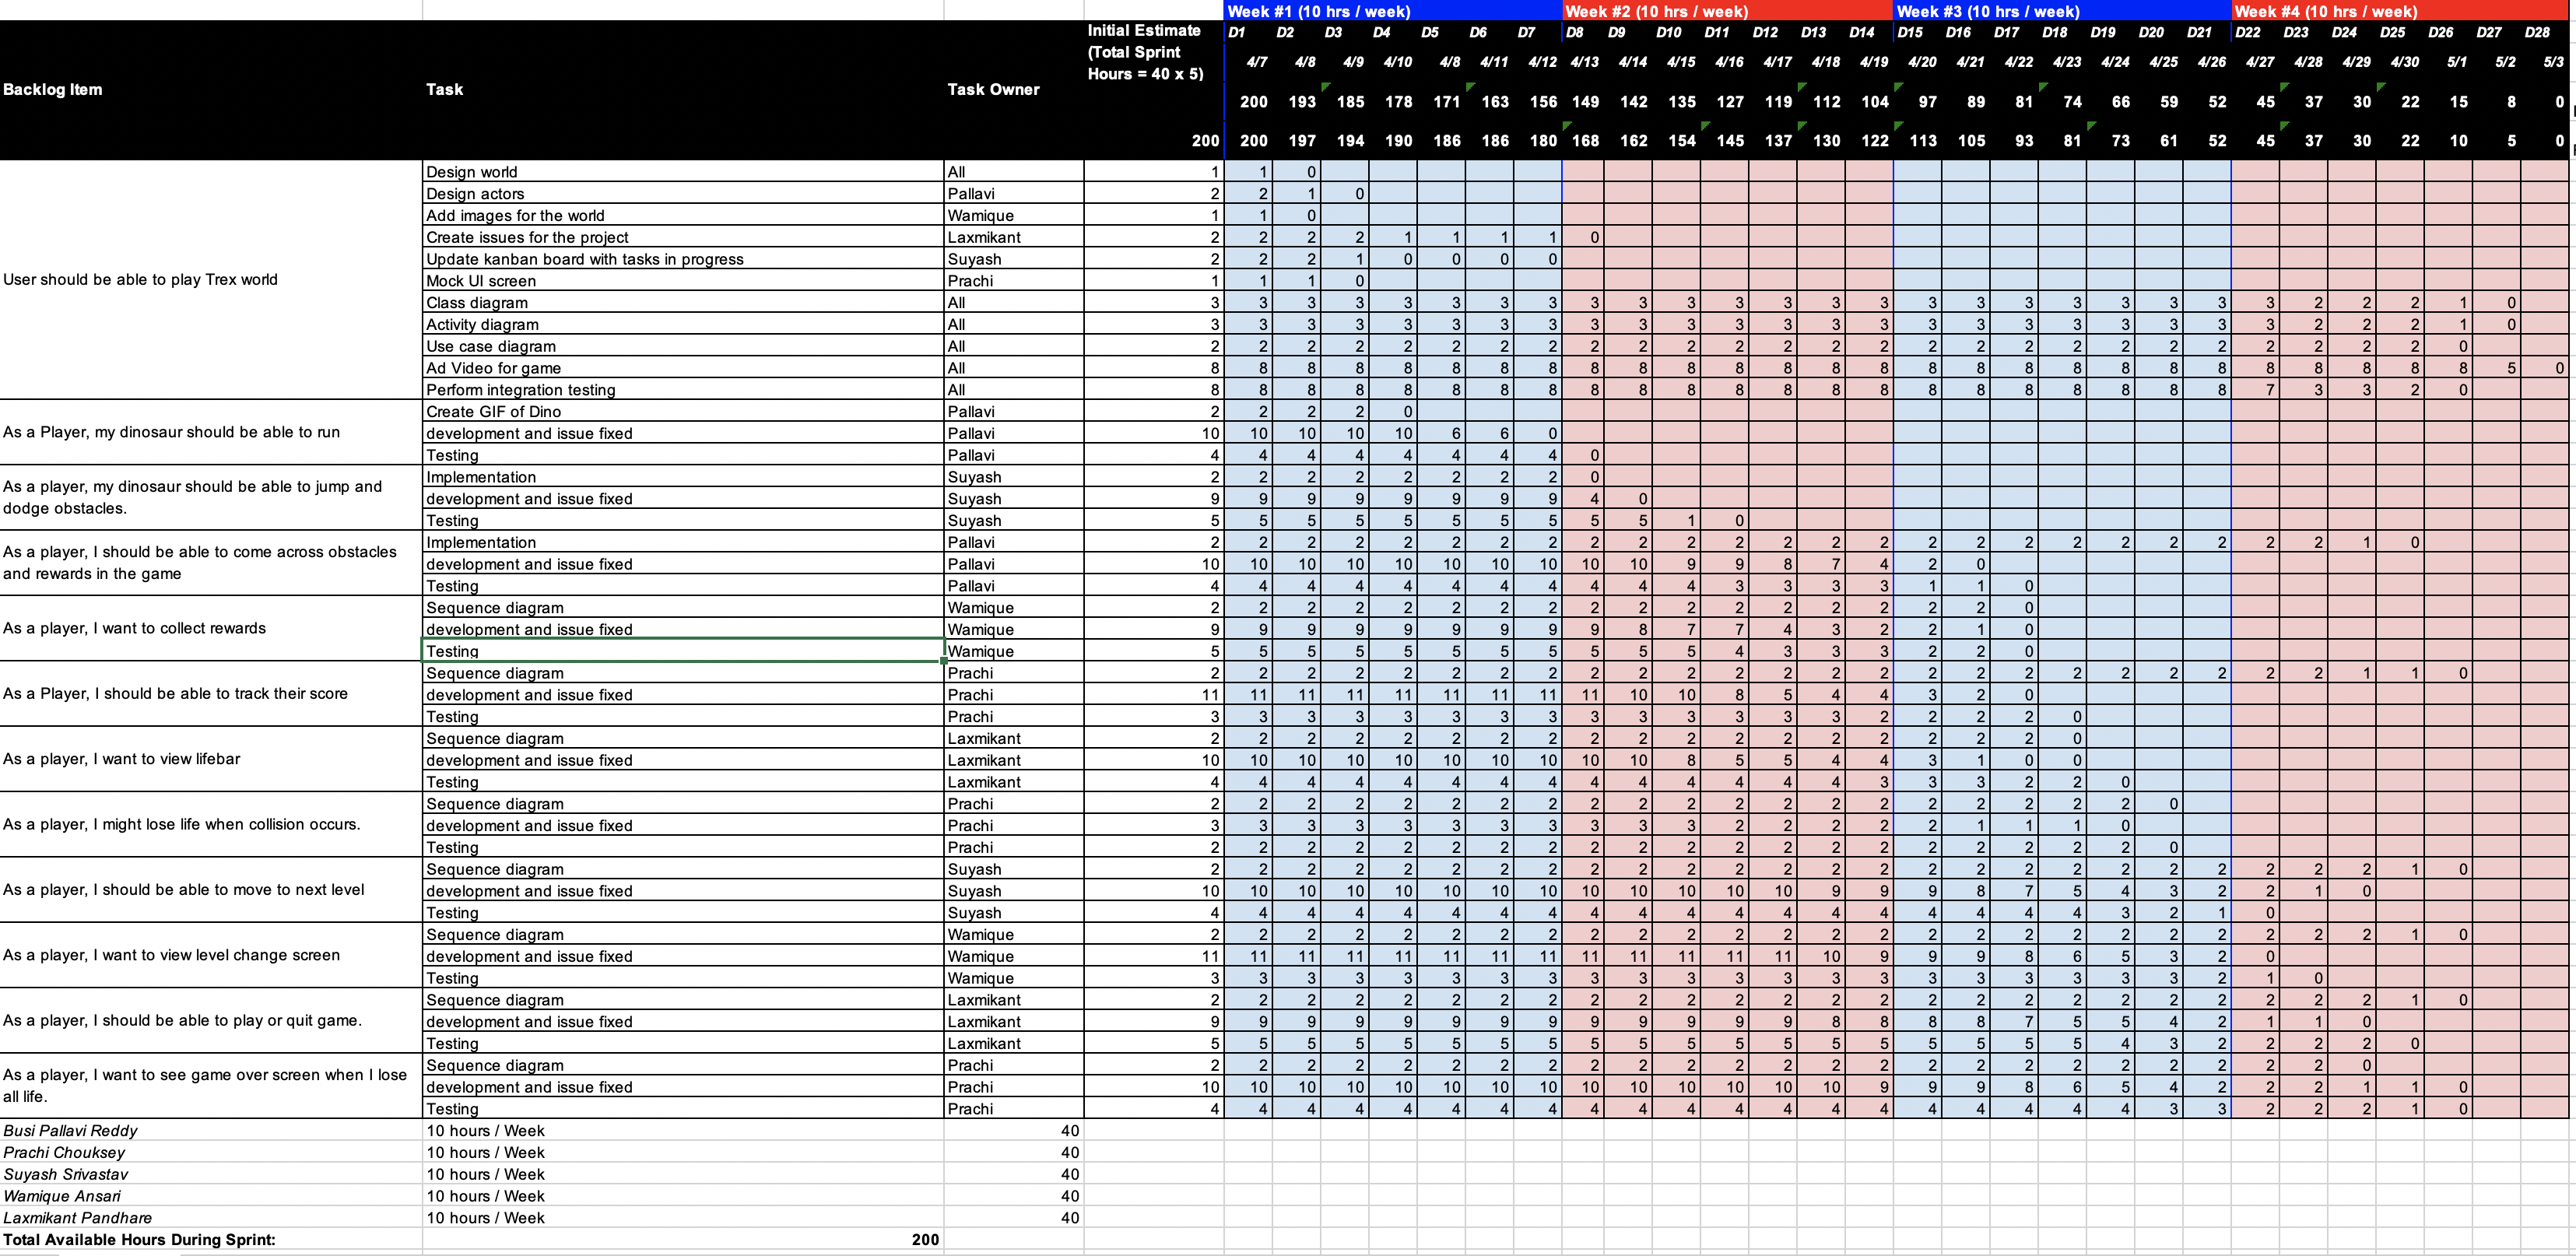 Week #1 (10 hrs / week) Week #2 (10 hrs / week) Week #3 (10 hrs / week) Week #4 (10 hrs / week)
Backlog Item Task Task Owner Initial Estimate (Total Sprint Hours = 40 x 5) D1 D2 D3 D4 D5 D6 D7 D8 D9 D10 D11 D12 D13 D14 D15 D16 D17 D18 D19 D20 D21 D22 D23 D24 D25 D26 D27 D28
4/7 4/8 4/9 4/10 4/8 4/11 4/12 4/13 4/14 4/15 4/16 4/17 4/18 4/19 4/20 4/21 4/22 4/23 4/24 4/25 4/26 4/27 4/28 4/29 4/30 5/1 5/2 5/3
200 193 185 178 171 163 156 149 142 135 127 119 112 104 97 89 81 74 66 59 52 45 37 30 22 15 8 0
200 200 197 194 190 186 186 180 168 162 154 145 137 130 122 113 105 93 81 73 61 52 45 37 30 22 10 5 0
User should be able to play Trex world
Design world All 1 1 0
Design actors Pallavi 2 2 1 0
Add images for the world Wamique 1 1 0
Create issues for the project Laxmikant 2 2 2 2 1 1 1 1 0
Update kanban board with tasks in progress Suyash 2 2 2 1 0 0 0 0
Mock UI screen Prachi 1 1 1 0
Class diagram All 3 3 3 3 3 3 3 3 3 3 3 3 3 3 3 3 3 3 3 3 3 3 3 2 2 2 1 0
Activity diagram All 3 3 3 3 3 3 3 3 3 3 3 3 3 3 3 3 3 3 3 3 3 3 3 2 2 2 1 0
Use case diagram All 2 2 2 2 2 2 2 2 2 2 2 2 2 2 2 2 2 2 2 2 2 2 2 2 2 2 0
Ad Video for game All 8 8 8 8 8 8 8 8 8 8 8 8 8 8 8 8 8 8 8 8 8 8 8 8 8 8 8 5 0
Perform integration testing All 8 8 8 8 8 8 8 8 8 8 8 8 8 8 8 8 8 8 8 8 8 8 7 3 3 2 0
As a Player, my dinosaur should be able to run
Create GIF of Dino Pallavi 2 2 2 2 0
development and issue fixed Pallavi 10 10 10 10 10 6 6 0
Testing Pallavi 4 4 4 4 4 4 4 4 0
As a player, my dinosaur should be able to jump and
dodge obstacles.
Implementation Suyash 2 2 2 2 2 2 2 2 0
development and issue fixed Suyash 9 9 9 9 9 9 9 9 4 0
Testing Suyash 5 5 5 5 5 5 5 5 5 5 1 0
As a player, I should be able to come across obstacles
and rewards in the game
Implementation Pallavi 2 2 2 2 2 2 2 2 2 2 2 2 2 2 2 2 2 2 2 2 2 2 2 2 1 0
development and issue fixed Pallavi 10 10 10 10 10 10 10 10 10 10 9 9 8 7 4 2 0
Testing Pallavi 4 4 4 4 4 4 4 4 4 4 4 3 3 3 3 1 1 0
As a player, I want to collect rewards
Sequence diagram Wamique 2 2 2 2 2 2 2 2 2 2 2 2 2 2 2 2 2 0
development and issue fixed Wamique 9 9 9 9 9 9 9 9 9 8 7 7 4 3 2 2 1 0
Testing Wamique 5 5 5 5 5 5 5 5 5 5 5 4 3 3 3 2 2 0
As a Player, I should be able to track their score
Sequence diagram Prachi 2 2 2 2 2 2 2 2 2 2 2 2 2 2 2 2 2 2 2 2 2 2 2 2 1 1 0
development and issue fixed Prachi 11 11 11 11 11 11 11 11 11 10 10 8 5 4 4 3 2 0
Testing Prachi 3 3 3 3 3 3 3 3 3 3 3 3 3 3 2 2 2 2 0
As a player, I want to view lifebar
Sequence diagram Laxmikant 2 2 2 2 2 2 2 2 2 2 2 2 2 2 2 2 2 2 0
development and issue fixed Laxmikant 10 10 10 10 10 10 10 10 10 10 8 5 5 4 4 3 1 0 0
Testing Laxmikant 4 4 4 4 4 4 4 4 4 4 4 4 4 4 3 3 3 2 2 0
As a player, I might lose life when collision occurs.
Sequence diagram Prachi 2 2 2 2 2 2 2 2 2 2 2 2 2 2 2 2 2 2 2 2 0
development and issue fixed Prachi 3 3 3 3 3 3 3 3 3 3 3 2 2 2 2 2 1 1 1 0
Testing Prachi 2 2 2 2 2 2 2 2 2 2 2 2 2 2 2 2 2 2 2 2 0
As a player, I should be able to move to next level
Sequence diagram Suyash 2 2 2 2 2 2 2 2 2 2 2 2 2 2 2 2 2 2 2 2 2 2 2 2 2 1 0
development and issue fixed Suyash 10 10 10 10 10 10 10 10 10 10 10 10 10 9 9 9 8 7 5 4 3 2 2 1 0
Testing Suyash 4 4 4 4 4 4 4 4 4 4 4 4 4 4 4 4 4 4 4 3 2 1 0
As a player, I want to view level change screen
Sequence diagram Wamique 2 2 2 2 2 2 2 2 2 2 2 2 2 2 2 2 2 2 2 2 2 2 2 2 2 1 0
development and issue fixed Wamique 11 11 11 11 11 11 11 11 11 11 11 11 11 10 9 9 9 8 6 5 3 2 0
Testing Wamique 3 3 3 3 3 3 3 3 3 3 3 3 3 3 3 3 3 3 3 3 3 2 1 0
As a player, I should be able to play or quit game.
Sequence diagram Laxmikant 2 2 2 2 2 2 2 2 2 2 2 2 2 2 2 2 2 2 2 2 2 2 2 2 2 1 0
development and issue fixed Laxmikant 9 9 9 9 9 9 9 9 9 9 9 9 9 8 8 8 8 7 5 5 4 2 1 1 0
Testing Laxmikant 5 5 5 5 5 5 5 5 5 5 5 5 5 5 5 5 5 5 5 4 3 2 2 2 2 0
As a player, I want to see game over screen when I lose
all life.
Sequence diagram Prachi 2 2 2 2 2 2 2 2 2 2 2 2 2 2 2 2 2 2 2 2 2 2 2 2 0
development and issue fixed Prachi 10 10 10 10 10 10 10 10 10 10 10 10 10 10 9 9 9 8 6 5 4 2 2 2 1 1 0
Testing Prachi 4 4 4 4 4 4 4 4 4 4 4 4 4 4 4 4 4 4 4 4 3 3 2 2 2 1 0
Busi Pallavi Reddy 10 hours / Week 40
Prachi Chouksey 10 hours / Week 40
Suyash Srivastav 10 hours / Week 40
Wamique Ansari 10 hours / Week 40
Laxmikant Pandhare 10 hours / Week 40
Total Available Hours During Sprint: 200